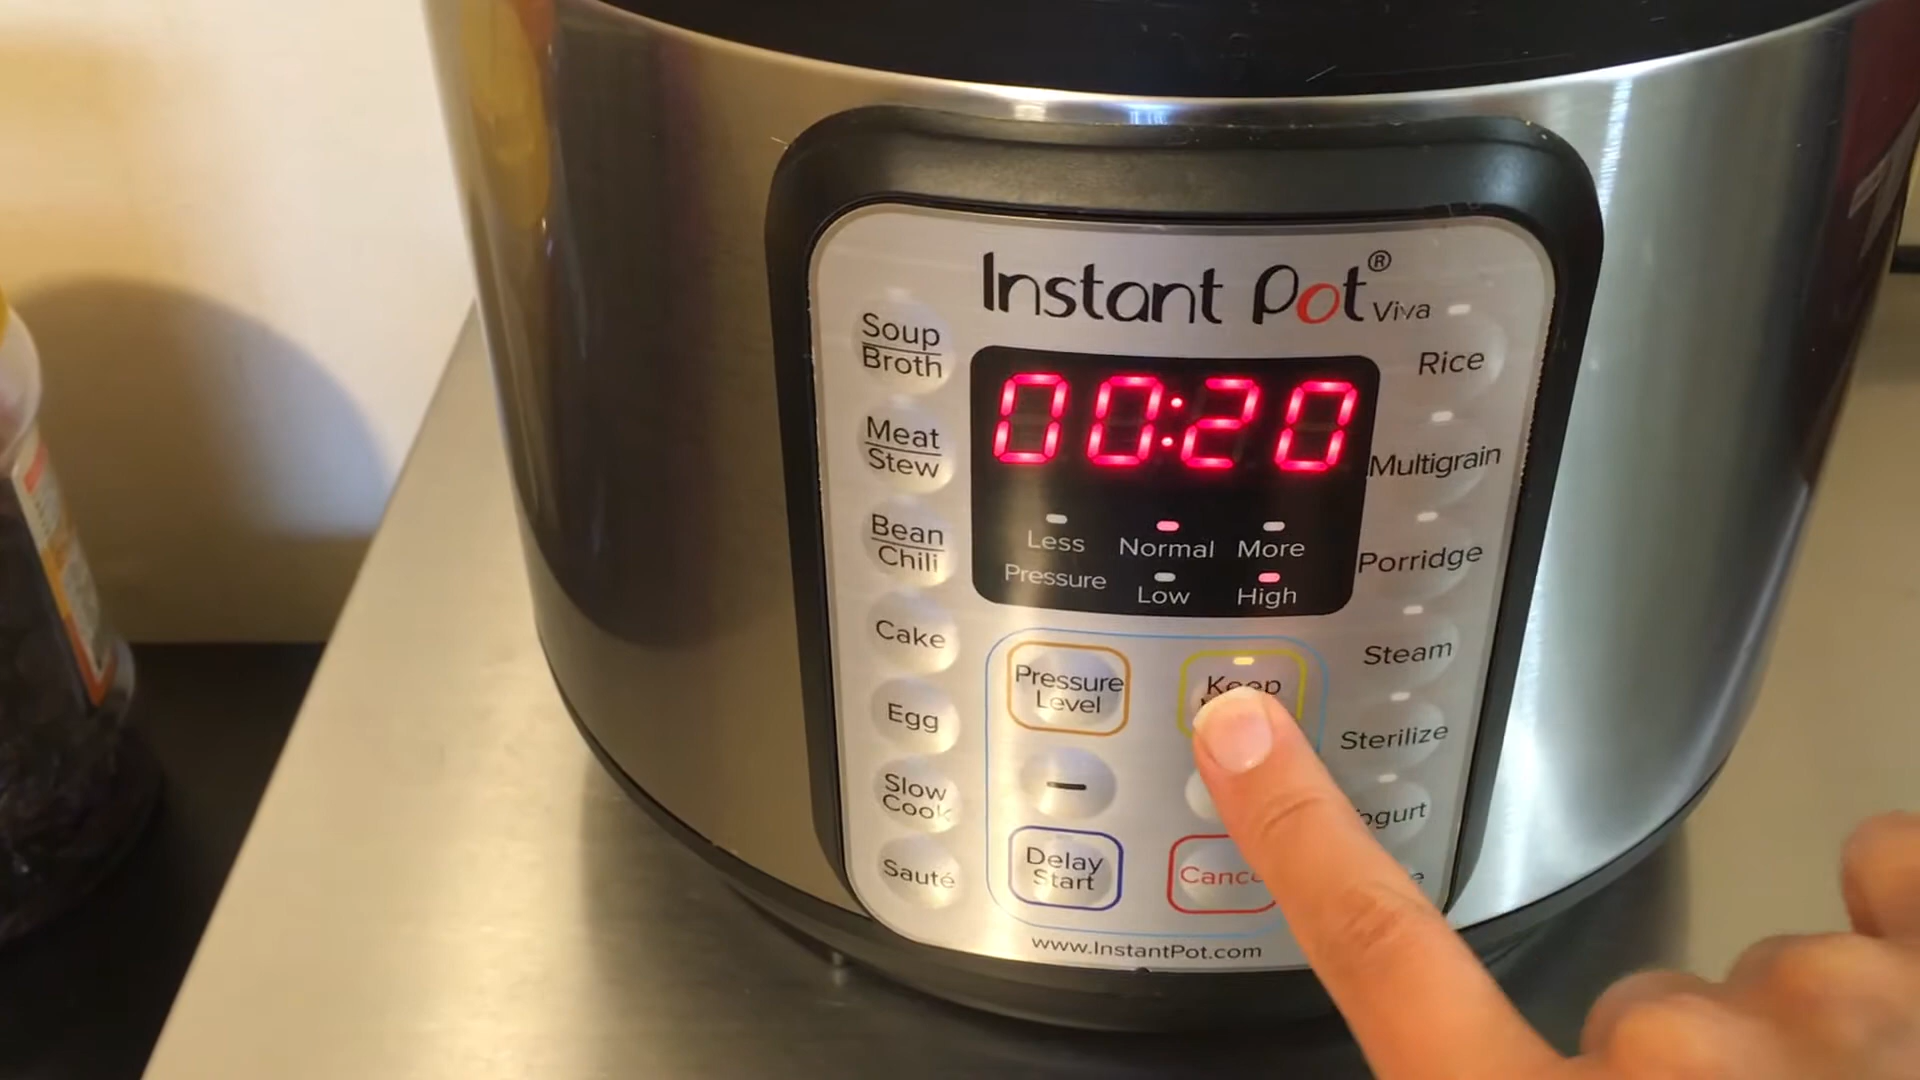 Instant Pot® Viva
00:20
Less Normal More
Pressure Low High
Soup
Broth
Meat
Stew
Bean
Chili
Cake
Egg
Slow
Cook
Sauté
Rice
Multigrain
Porridge
Steam
Sterilize
Pressure
Level
Keep
Delay
Start
www.InstantPot.com